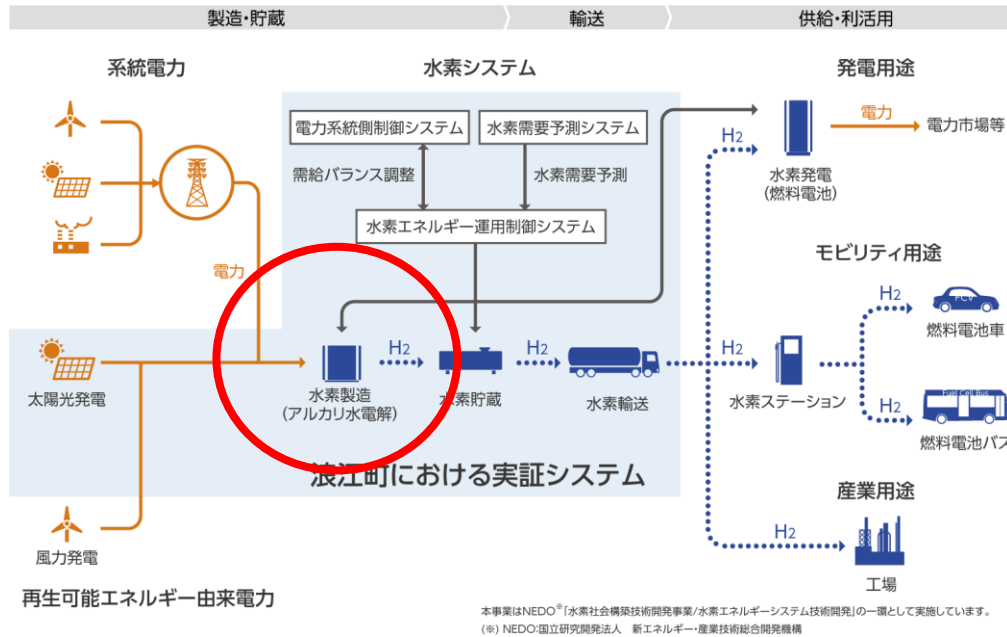 製造・貯蔵
輸送
供給・利活用
系統電力
水素システム
発電用途
電力系統側制御システム
水素需要予測システム
需給バランス調整
水素需要予測
水素エネルギー運用制御システム
電力
H2
水素発電
(燃料電池)
電力
電力市場等
モビリティ用途
H2
FCV
燃料電池車
太陽光発電
水素製造
(アルカリ水電解)
H2
水素貯蔵
H2
水素輸送
H2
水素ステーション
H2
Fuel Cell Bus
燃料電池バス
浪江町における実証システム
産業用途
H2
工場
風力発電
再生可能エネルギー由来電力
本事業はNEDO※「水素社会構築技術開発事業/水素エネルギーシステム技術開発」の一環として実施しています。
(※) NEDO:国立研究開発法人 新エネルギー・産業技術総合開発機構